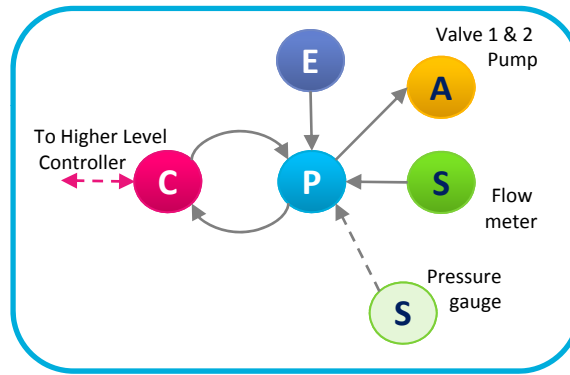 Valve 1 & 2
Pump
E
A
To Higher Level
Controller
C
P
S
Flow
meter
Pressure
gauge
S